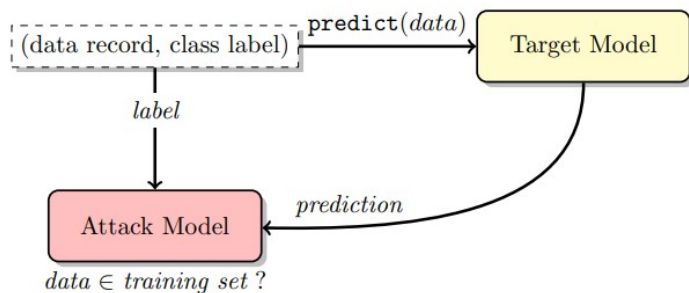 (data record, class label)
predict(data)
Target Model
label
prediction
Attack Model
data ∈ training set ?